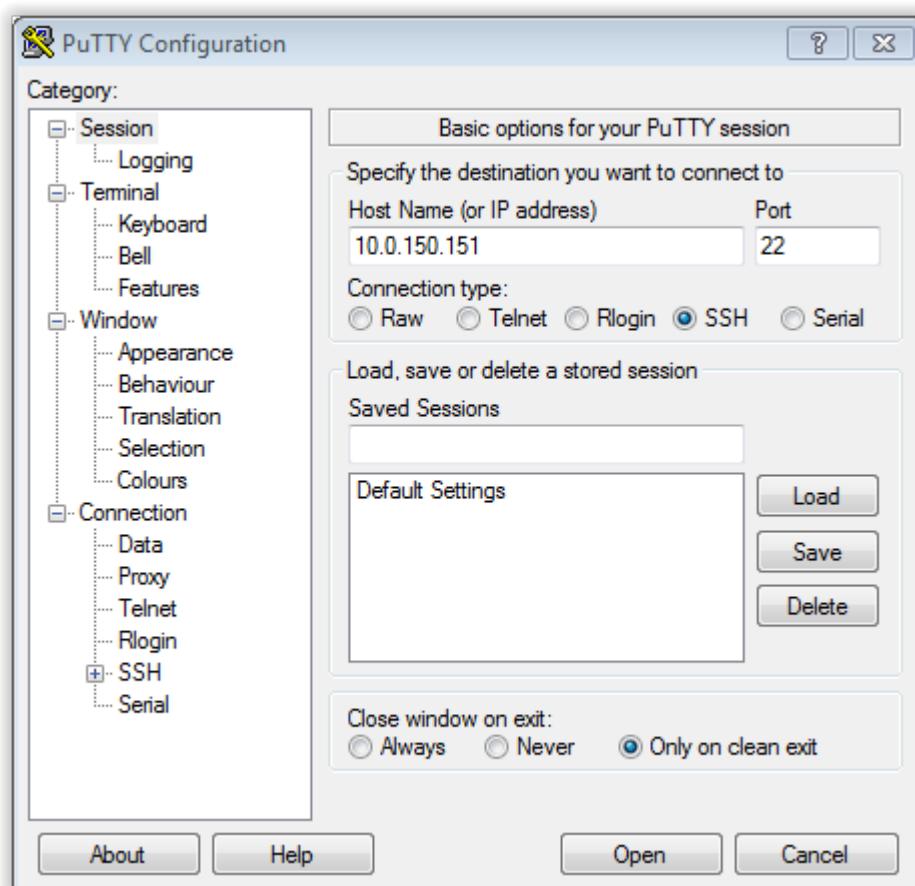 PuTTY Configuration
Category:
Session
Logging
Terminal
Keyboard
Bell
Features
Window
Appearance
Behaviour
Translation
Selection
Colours
Connection
Data
Proxy
Telnet
Rlogin
SSH
Serial
Basic options for your PuTTY session
Specify the destination you want to connect to
Host Name (or IP address) Port
10.0.150.151 22
Connection type:
Raw Telnet Rlogin SSH Serial
Load, save or delete a stored session
Saved Sessions
Default Settings
Load
Save
Delete
Close window on exit:
Always Never Only on clean exit
About Help Open Cancel